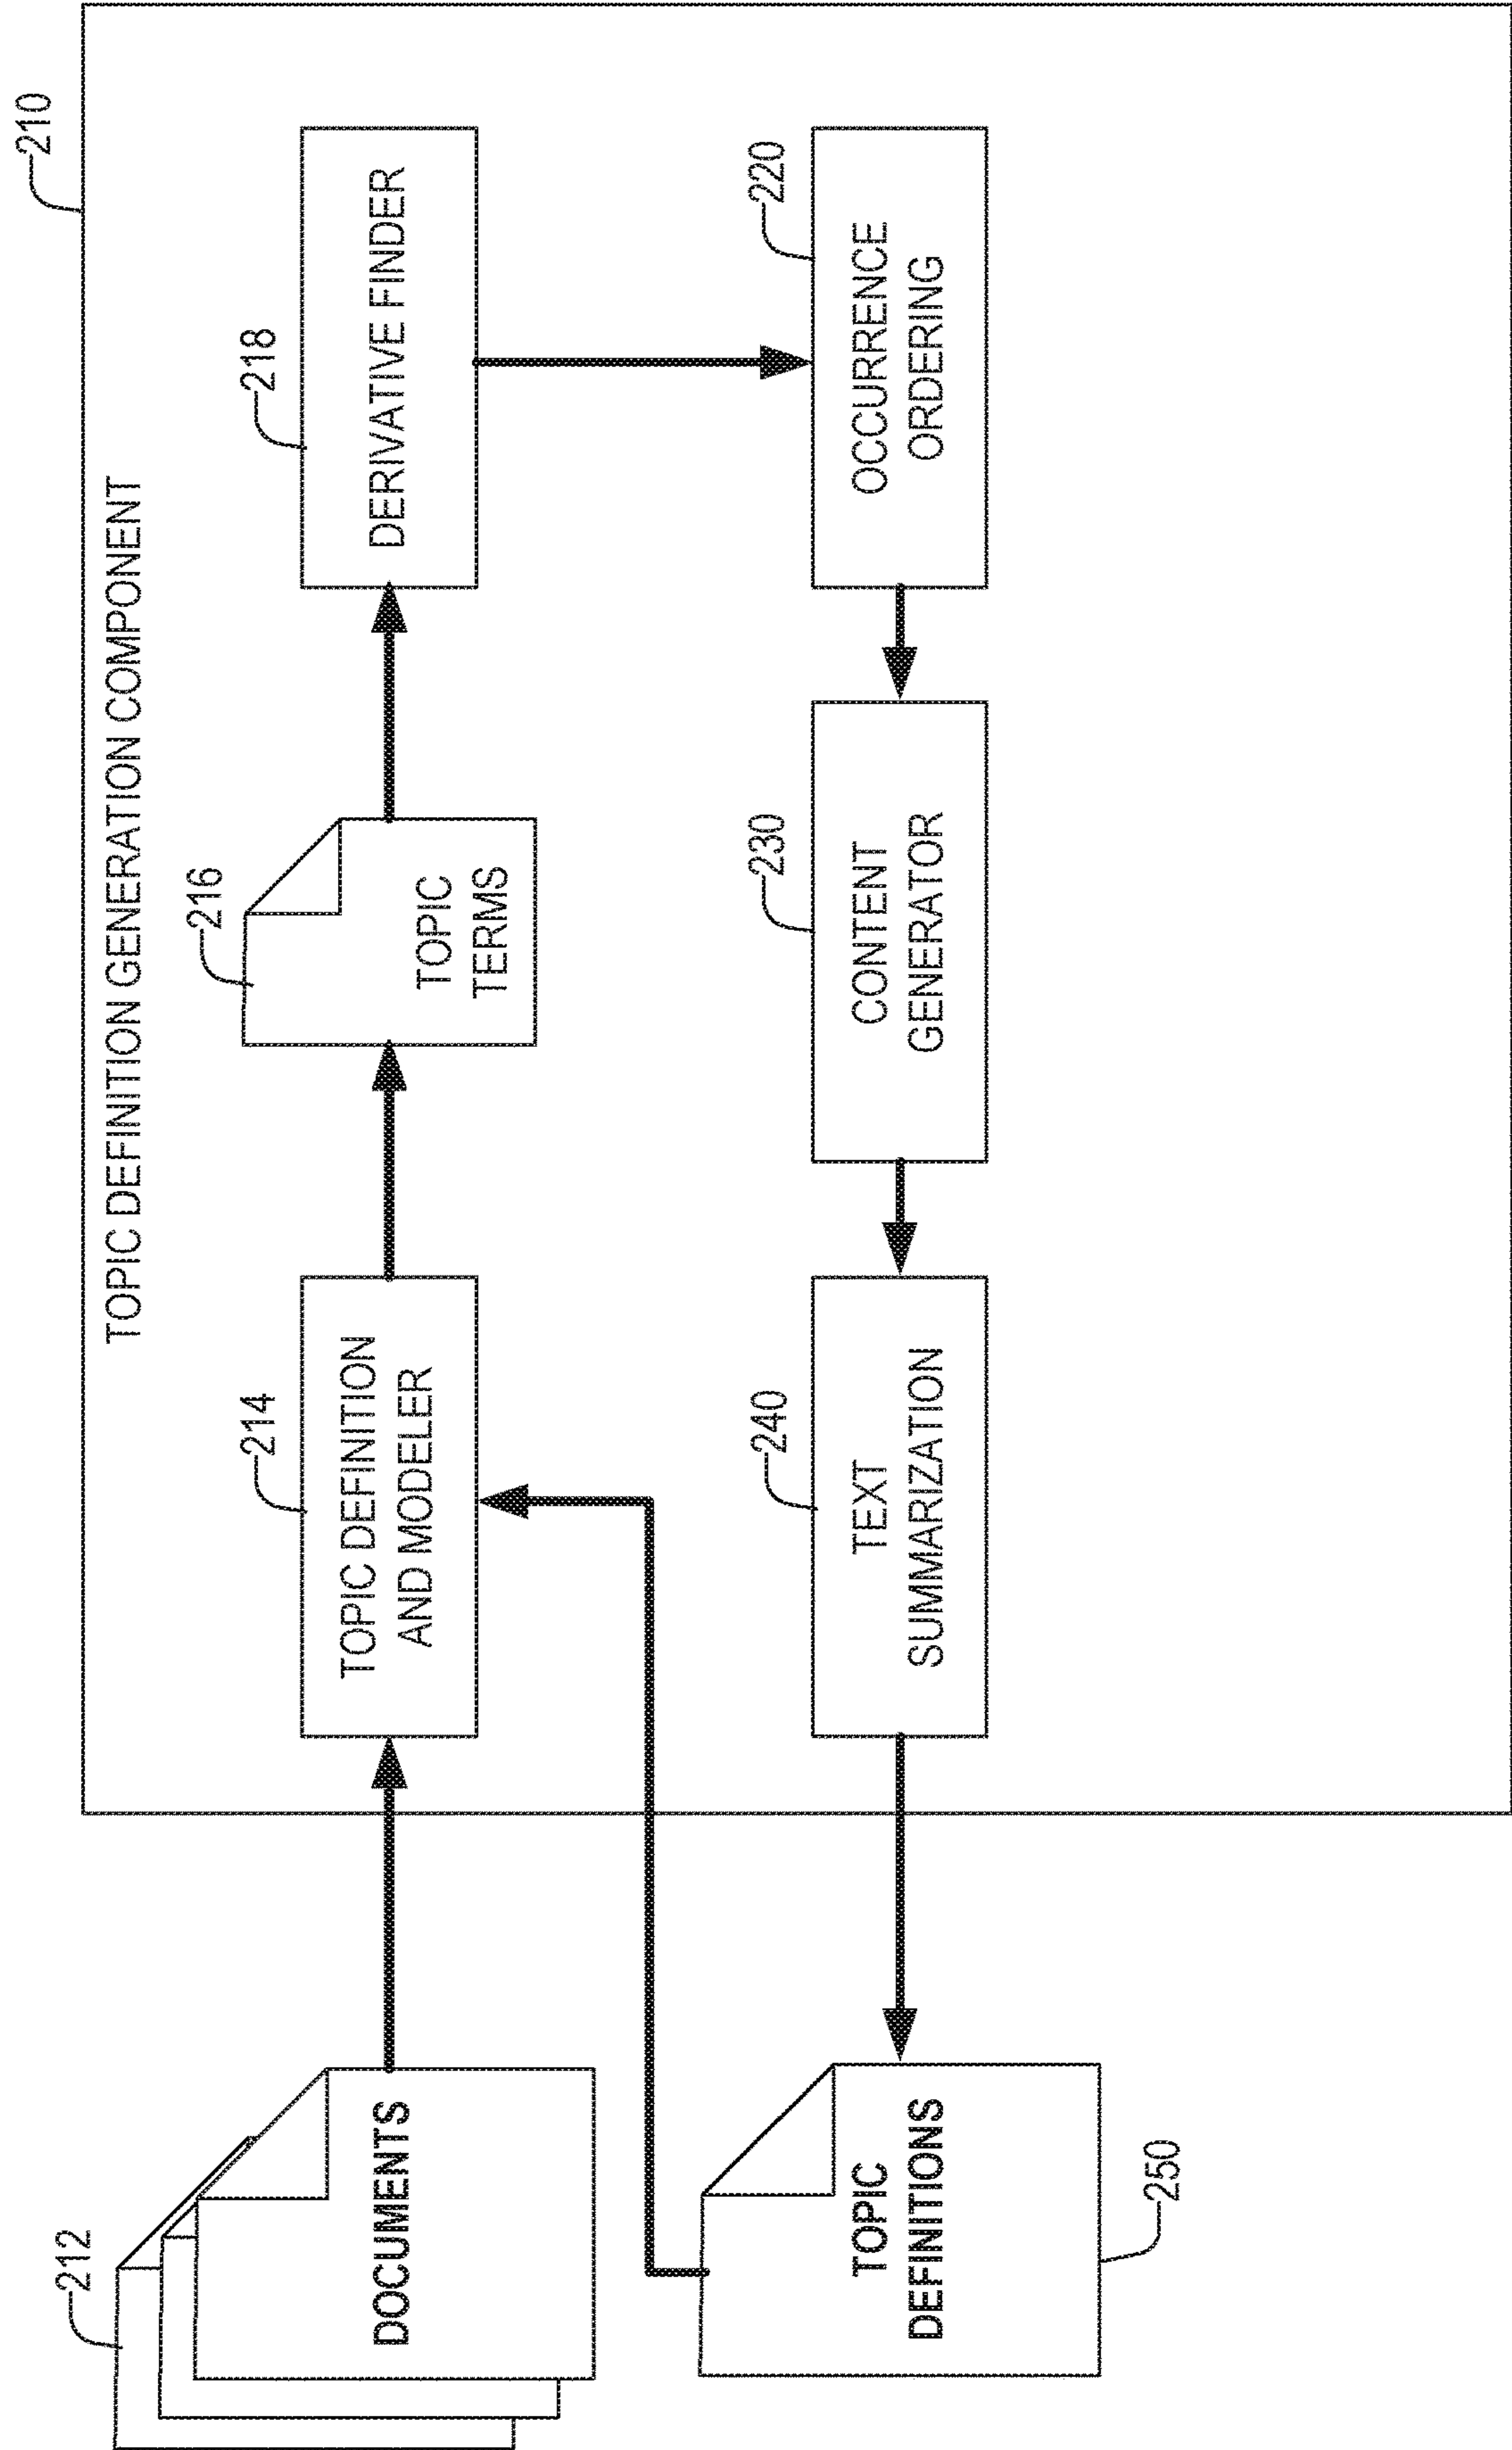 210
TOPIC DEFINITION GENERATION COMPONENT
212
DOCUMENTS
214
TOPIC DEFINITION
AND MODELER
216
TOPIC
TERMS
218
DERIVATIVE FINDER
TOPIC
DEFINITIONS
250
240
TEXT
SUMMARIZATION
230
CONTENT
GENERATOR
220
OCCURRENCE
ORDERING